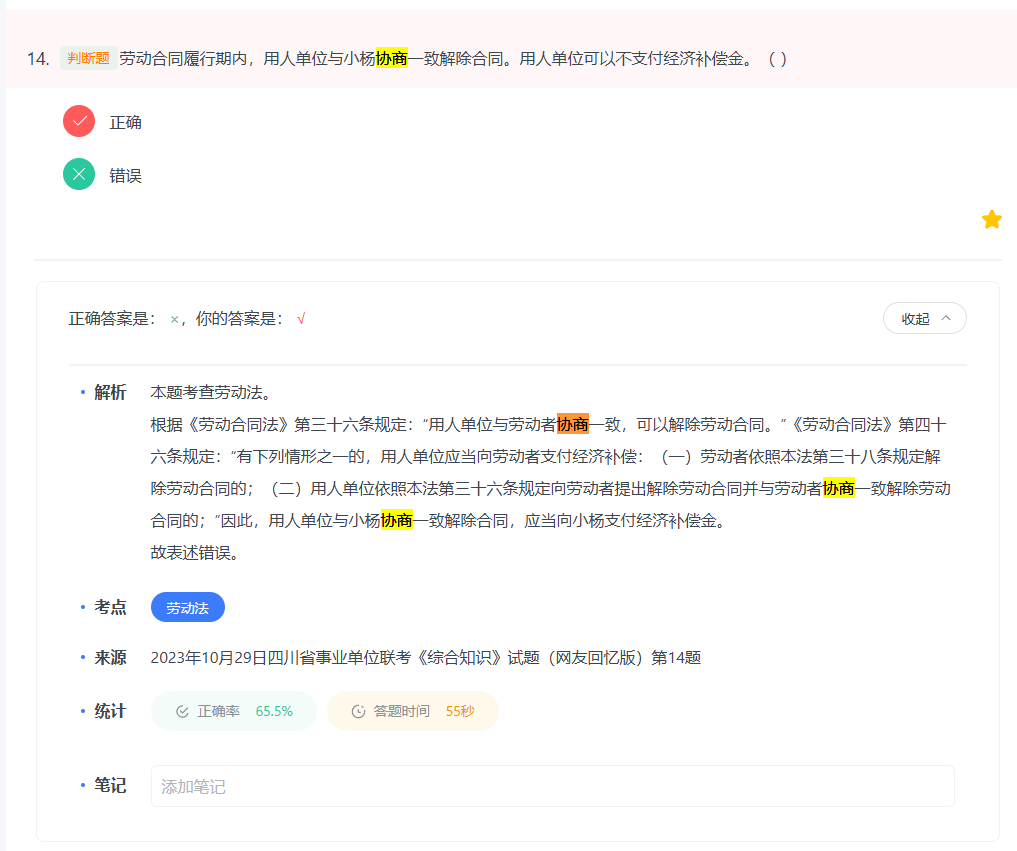 14. 判断题 劳动合同履行期内，用人单位与小杨协商一致解除合同。用人单位可以不支付经济补偿金。（ ）
正确
错误
正确答案是： ×，你的答案是： √
收起
解析 本题考查劳动法。
根据《劳动合同法》第三十六条规定：“用人单位与劳动者协商一致，可以解除劳动合同。”《劳动合同法》第四十
六条规定：“有下列情形之一的，用人单位应当向劳动者支付经济补偿：（一）劳动者依照本法第三十八条规定解
除劳动合同的；（二）用人单位依照本法第三十六条规定向劳动者提出解除劳动合同并与劳动者协商一致解除劳动
合同的；”因此，用人单位与小杨协商一致解除合同，应当向小杨支付经济补偿金。
故表述错误。
考点 劳动法
来源 2023年10月29日四川省事业单位联考《综合知识》试题（网友回忆版）第14题
统计 正确率 65.5% 答题时间 55秒
笔记 添加笔记